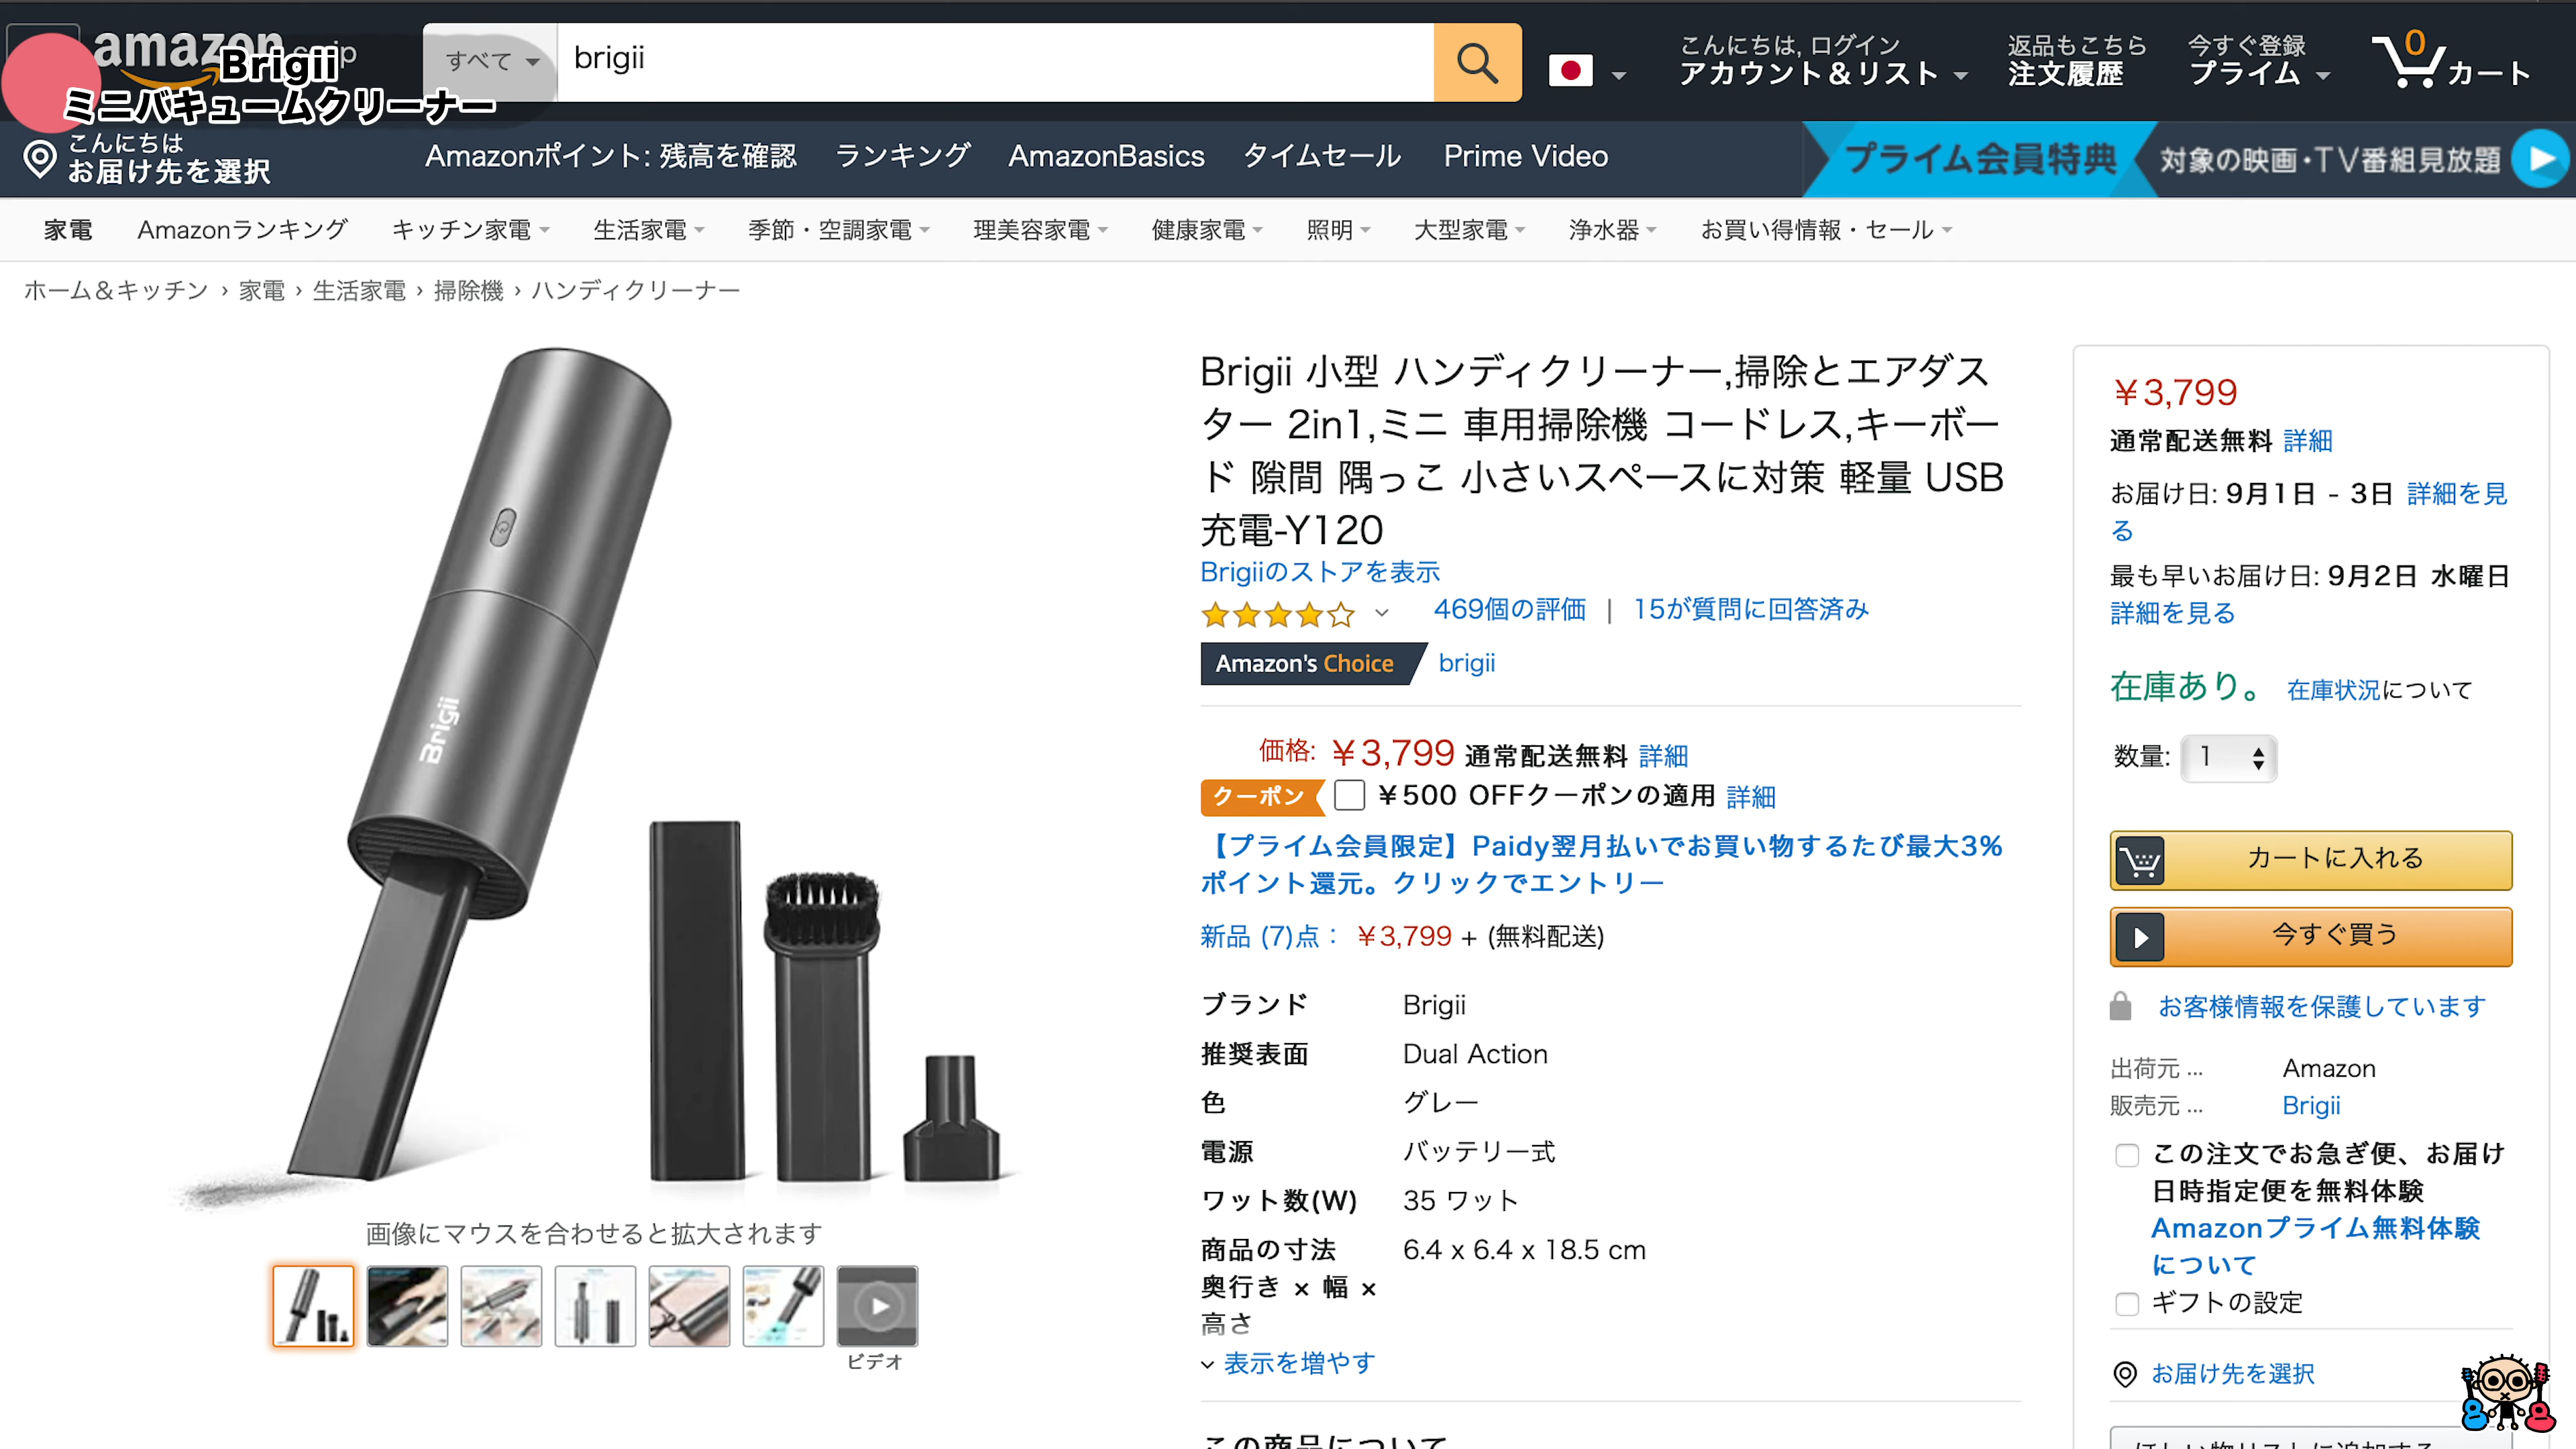 amazon
.co.jp
Brigii
ミニバキュームクリーナー
すべて
brigii
こんにちは, ログイン
アカウント＆リスト
返品もこちら
注文履歴
今すぐ登録
プライム
0
カート
こんにちは
お届け先を選択
Amazonポイント: 残高を確認
ランキング
AmazonBasics
タイムセール
Prime Video
プライム会員特典
対象の映画・TV番組見放題
家電
Amazonランキング
キッチン家電
生活家電
季節・空調家電
理美容家電
健康家電
照明
大型家電
浄水器
お買い得情報・セール
ホーム＆キッチン › 家電 › 生活家電 › 掃除機 › ハンディクリーナー
Brigii
画像にマウスを合わせると拡大されます
ビデオ
Brigii 小型 ハンディクリーナー,掃除とエアダス
ター 2in1,ミニ 車用掃除機 コードレス,キーボー
ド 隙間 隅っこ 小さいスペースに対策 軽量 USB
充電-Y120
Brigiiのストアを表示
469個の評価 | 15が質問に回答済み
Amazon's Choice brigii
価格: ￥3,799 通常配送無料 詳細
クーポン ￥500 OFFクーポンの適用 詳細
【プライム会員限定】Paidy翌月払いでお買い物するたび最大3%
ポイント還元。クリックでエントリー
新品 (7)点： ￥3,799 + (無料配送)
ブランド Brigii
推奨表面 Dual Action
色 グレー
電源 バッテリー式
ワット数(W) 35 ワット
商品の寸法 6.4 x 6.4 x 18.5 cm
奥行き × 幅 ×
高さ
表示を増やす
この商品について
￥3,799
通常配送無料 詳細
お届け日: 9月1日 - 3日 詳細を見
る
最も早いお届け日: 9月2日 水曜日
詳細を見る
在庫あり。 在庫状況について
数量: 1
カートに入れる
今すぐ買う
お客様情報を保護しています
出荷元 ... Amazon
販売元 ... Brigii
この注文でお急ぎ便、お届け
日時指定便を無料体験
Amazonプライム無料体験
について
ギフトの設定
お届け先を選択
ほしい物リストに追加する